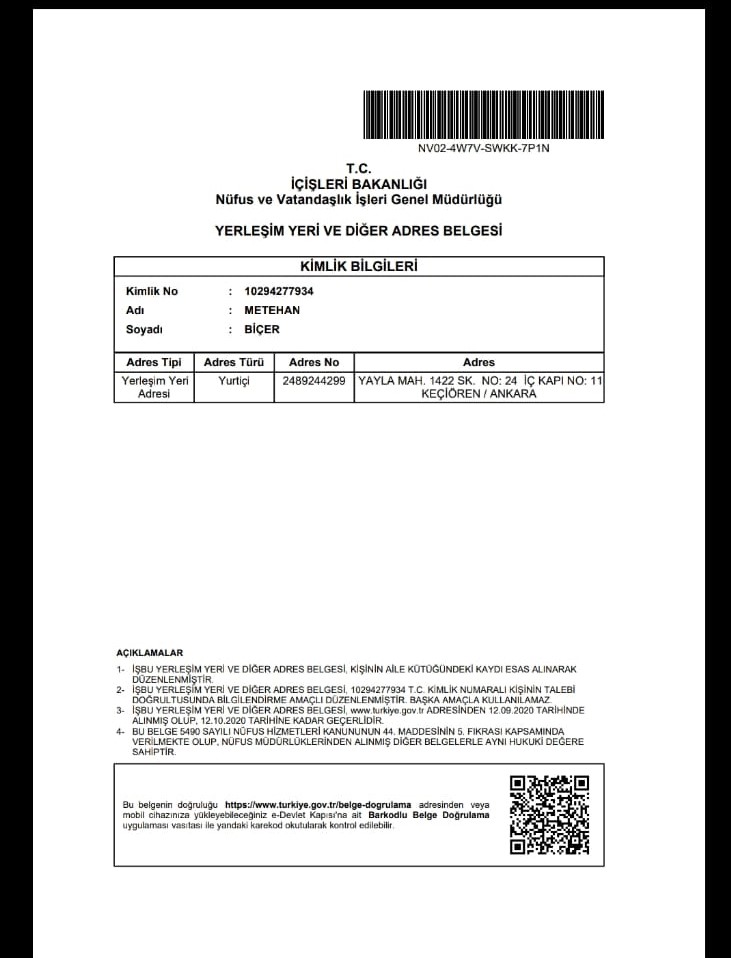 NV02-4W7V-SWKK-7P1N
T.C.
İÇİŞLERİ BAKANLIĞI
Nüfus ve Vatandaşlık İşleri Genel Müdürlüğü
YERLEŞİM YERİ VE DİĞER ADRES BELGESİ
KİMLİK BİLGİLERİ
Kimlik No : 10294277934
Adı : METEHAN
Soyadı : BİÇER
Adres Tipi Adres Türü Adres No Adres
Yerleşim Yeri Adresi Yurtiçi 2489244299 YAYLA MAH. 1422 SK. NO: 24 İÇ KAPI NO: 11
KEÇİÖREN / ANKARA
AÇIKLAMALAR
1- İŞBU YERLEŞİM YERİ VE DİĞER ADRES BELGESİ, KİŞİNİN AİLE KÜTÜĞÜNDEKİ KAYDI ESAS ALINARAK
DÜZENLENMİŞTİR.
2- İŞBU YERLEŞİM YERİ VE DİĞER ADRES BELGESİ, 10294277934 T.C. KİMLİK NUMARALI KİŞİNİN TALEBİ
DOĞRULTUSUNDA BİLGİLENDİRME AMAÇLI DÜZENLENMİŞTİR. BAŞKA AMAÇLA KULLANILAMAZ.
3- İŞBU YERLEŞİM YERİ VE DİĞER ADRES BELGESİ, www.turkiye.gov.tr ADRESİNDEN 12.09.2020 TARİHİNDE
ALINMIŞ OLUP, 12.10.2020 TARİHİNE KADAR GEÇERLİDİR.
4- BU BELGE 5490 SAYILI NÜFUS HİZMETLERİ KANUNUNUN 44. MADDESİNİN 5. FIKRASI KAPSAMINDA
VERİLMEKTE OLUP, NÜFUS MÜDÜRLÜKLERİNDEN ALINMIŞ DİĞER BELGELERLE AYNI HUKUKİ DEĞERE
SAHİPTİR.
Bu belgenin doğruluğu https://www.turkiye.gov.tr/belge-dogrulama adresinden veya
mobil cihazınıza yükleyebileceğiniz e-Devlet Kapısı'na ait Barkodlu Belge Doğrulama
uygulaması vasıtası ile yandaki karekod okutularak kontrol edilebilir.